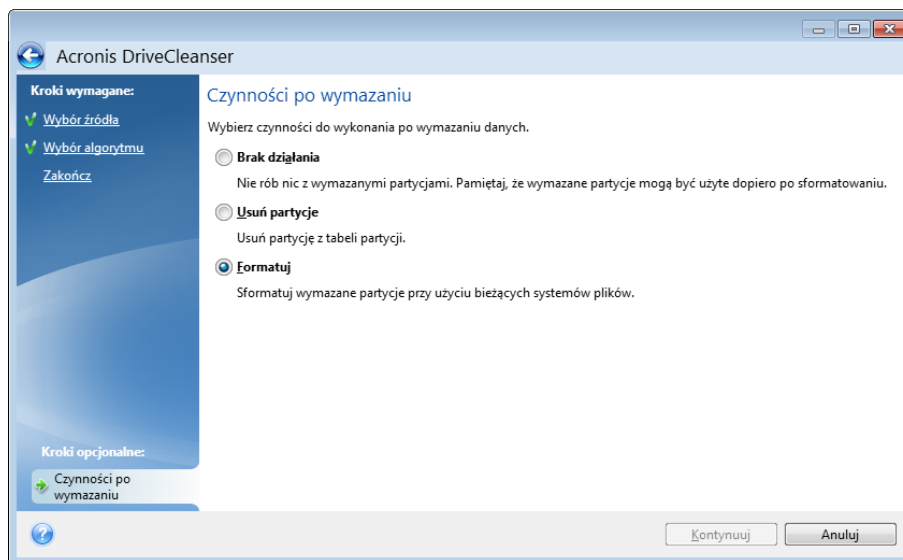 Acronis DriveCleanser
Kroki wymagane:
Wybór źródła
Wybór algorytmu
Zakończ
Kroki opcjonalne:
Czynności po
wymazaniu
Czynności po wymazaniu
Wybierz czynności do wykonania po wymazaniu danych.
Brak działania
Nie rób nic z wymazanymi partycjami. Pamiętaj, że wymazane partycje mogą być użyte dopiero po sformatowaniu.
Usuń partycje
Usuń partycję z tabeli partycji.
Formatuj
Sformatuj wymazane partycje przy użyciu bieżących systemów plików.
Kontynuuj
Anuluj